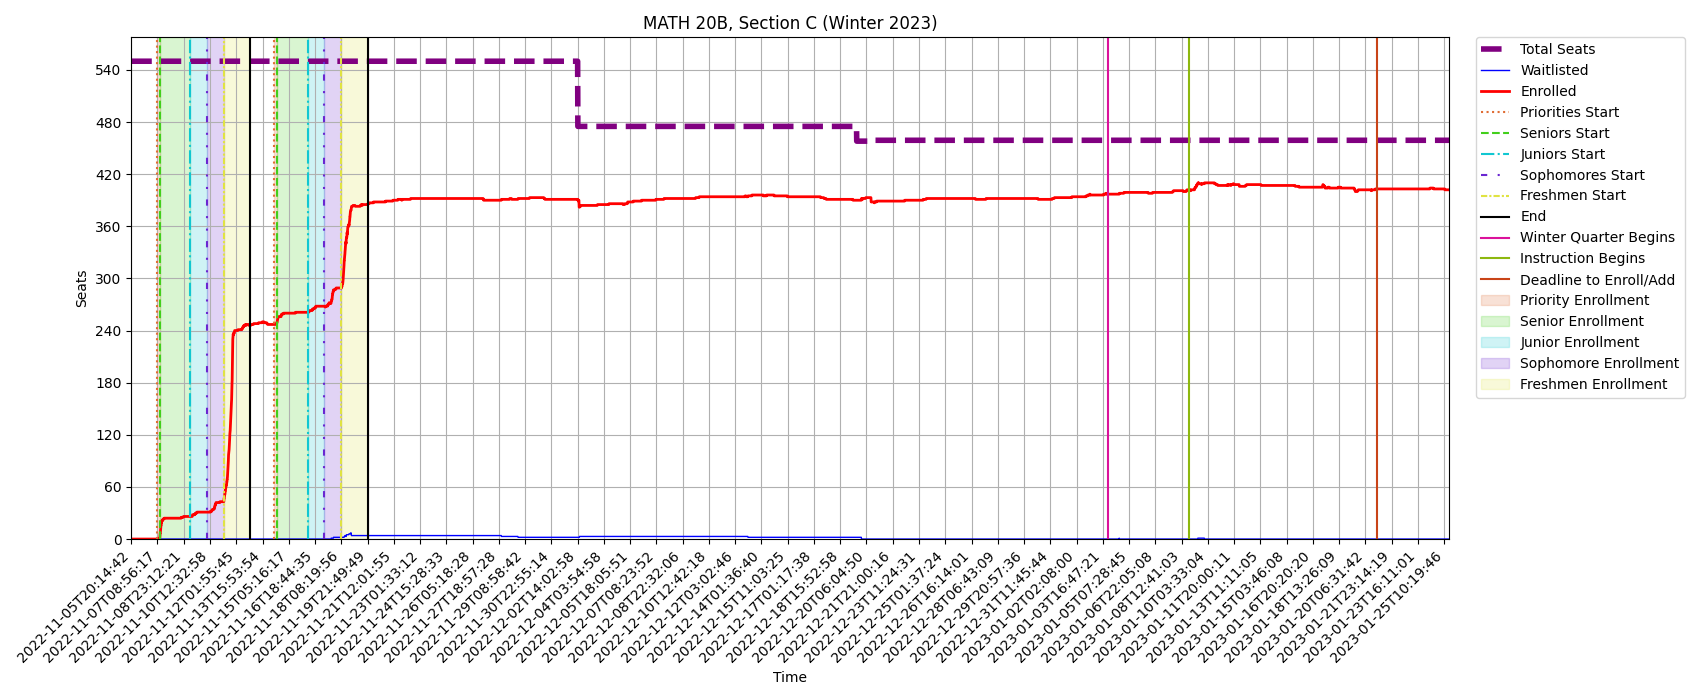 MATH 20B, Section C (Winter 2023)
Seats
540
480
420
360
300
240
180
120
60
0
2022-11-05T20:14:42
2022-11-07T08:56:17
2022-11-08T23:12:21
2022-11-10T12:32:58
2022-11-12T01:55:45
2022-11-13T15:53:54
2022-11-15T05:16:17
2022-11-16T18:44:35
2022-11-18T08:19:56
2022-11-19T21:49:49
2022-11-21T12:01:55
2022-11-23T01:33:12
2022-11-24T15:28:33
2022-11-26T05:18:28
2022-11-27T18:57:28
2022-11-29T08:58:42
2022-11-30T22:55:14
2022-12-02T14:02:58
2022-12-04T03:54:58
2022-12-05T18:05:51
2022-12-07T08:23:52
2022-12-08T22:32:06
2022-12-10T12:42:18
2022-12-12T03:02:46
2022-12-14T01:36:40
2022-12-15T11:03:25
2022-12-17T01:17:38
2022-12-18T15:52:58
2022-12-20T06:04:50
2022-12-21T21:00:16
2022-12-23T11:24:31
2022-12-25T01:37:24
2022-12-26T16:14:01
2022-12-28T06:43:09
2022-12-29T20:57:36
2022-12-31T11:45:44
2023-01-02T02:08:00
2023-01-03T16:47:21
2023-01-05T07:28:45
2023-01-06T22:05:08
2023-01-08T12:41:03
2023-01-10T03:33:04
2023-01-11T20:00:11
2023-01-13T11:11:05
2023-01-15T03:46:08
2023-01-16T20:20:20
2023-01-18T13:26:09
2023-01-20T06:31:42
2023-01-21T23:14:19
2023-01-23T16:11:01
2023-01-25T10:19:46
Time
Total Seats
Waitlisted
Enrolled
Priorities Start
Seniors Start
Juniors Start
Sophomores Start
Freshmen Start
End
Winter Quarter Begins
Instruction Begins
Deadline to Enroll/Add
Priority Enrollment
Senior Enrollment
Junior Enrollment
Sophomore Enrollment
Freshmen Enrollment